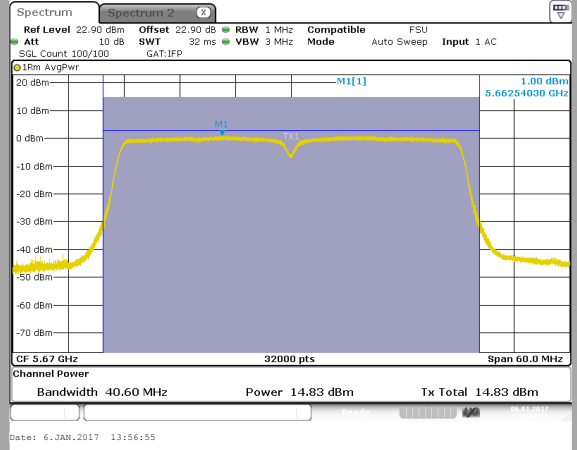 Spectrum Spectrum 2 X
Ref Level 22.90 dBm Offset 22.90 dB RBW 1 MHz Compatible FSU
Att 10 dB SWT 32 ms VBW 3 MHz Mode Auto Sweep Input 1 AC
SGL Count 100/100 GAT:IFP
1Rm AvgPwr
20 dBm M1[1] 1.00 dBm
5.66254030 GHz
10 dBm
M1
TX1
0 dBm
-10 dBm
-20 dBm
-30 dBm
-40 dBm
-50 dBm
-60 dBm
-70 dBm
CF 5.67 GHz 32000 pts Span 60.0 MHz
Channel Power
Bandwidth 40.60 MHz Power 14.83 dBm Tx Total 14.83 dBm
Ready 06.01.2017
Date: 6.JAN.2017 13:56:55